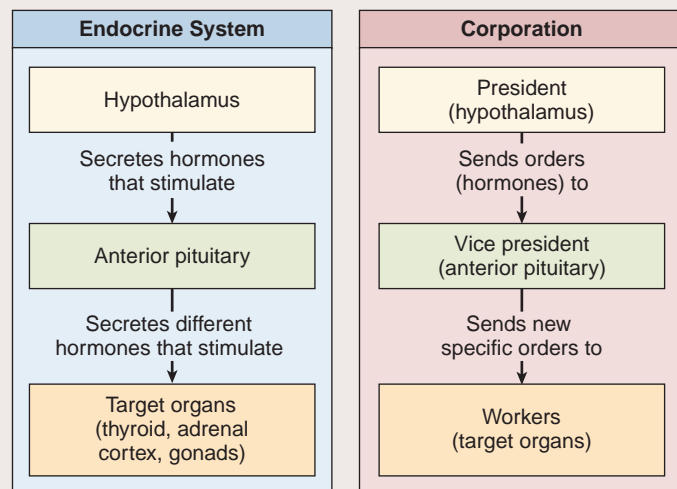 Endocrine System
Hypothalamus
Secretes hormones
that stimulate
Anterior pituitary
Secretes different
hormones that stimulate
Target organs
(thyroid, adrenal
cortex, gonads)
Corporation
President
(hypothalamus)
Sends orders
(hormones) to
Vice president
(anterior pituitary)
Sends new
specific orders to
Workers
(target organs)